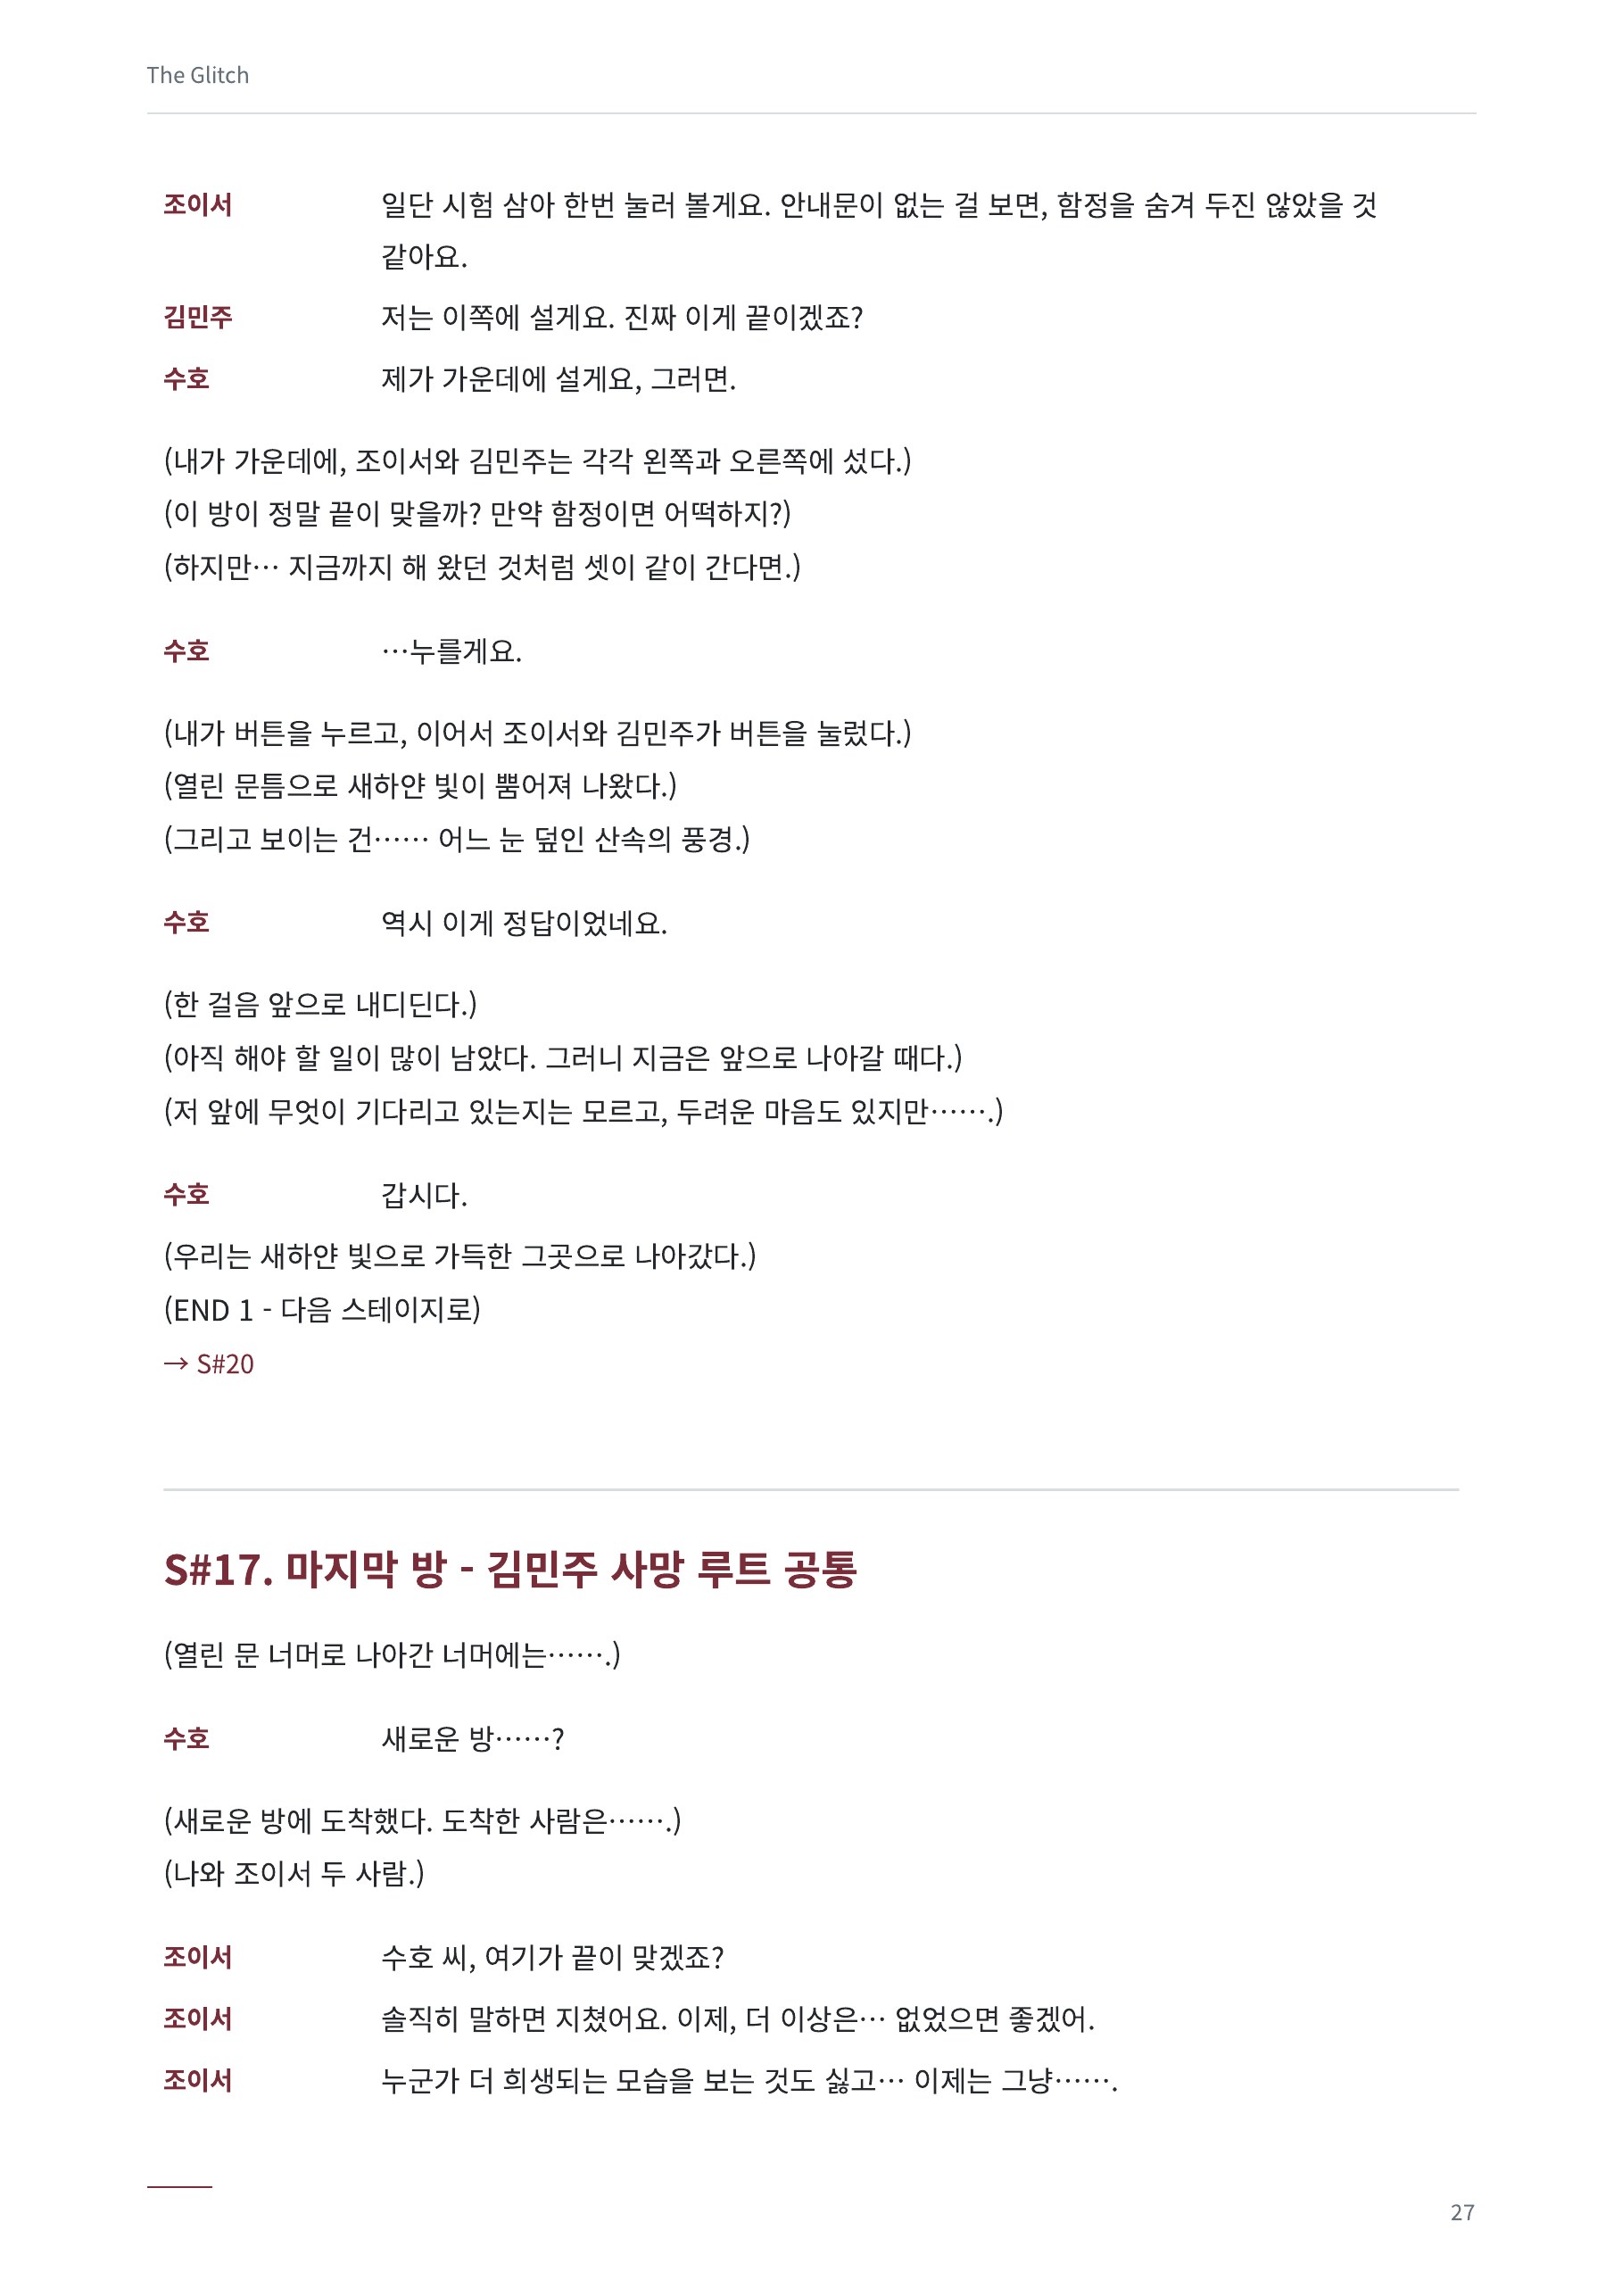 The Glitch
조이서 일단 시험 삼아 한번 눌러 볼게요. 안내문이 없는 걸 보면, 함정을 숨겨 두진 않았을 것
같아요.
김민주 저는 이쪽에 설게요. 진짜 이게 끝이겠죠?
수호 제가 가운데에 설게요, 그러면.
(내가 가운데에, 조이서와 김민주는 각각 왼쪽과 오른쪽에 섰다.)
(이 방이 정말 끝이 맞을까? 만약 함정이면 어떡하지?)
(하지만… 지금까지 해 왔던 것처럼 셋이 같이 간다면.)
수호 …누를게요.
(내가 버튼을 누르고, 이어서 조이서와 김민주가 버튼을 눌렀다.)
(열린 문틈으로 새하얀 빛이 뿜어져 나왔다.)
(그리고 보이는 건…… 어느 눈 덮인 산속의 풍경.)
수호 역시 이게 정답이었네요.
(한 걸음 앞으로 내디딘다.)
(아직 해야 할 일이 많이 남았다. 그러니 지금은 앞으로 나아갈 때다.)
(저 앞에 무엇이 기다리고 있는지는 모르고, 두려운 마음도 있지만…….)
수호 갑시다.
(우리는 새하얀 빛으로 가득한 그곳으로 나아갔다.)
(END 1 - 다음 스테이지로)
→ S#20
S#17. 마지막 방 - 김민주 사망 루트 공통
(열린 문 너머로 나아간 너머에는…….)
수호 새로운 방……?
(새로운 방에 도착했다. 도착한 사람은…….)
(나와 조이서 두 사람.)
조이서 수호 씨, 여기가 끝이 맞겠죠?
조이서 솔직히 말하면 지쳤어요. 이제, 더 이상은… 없었으면 좋겠어.
조이서 누군가 더 희생되는 모습을 보는 것도 싫고… 이제는 그냥…….
27